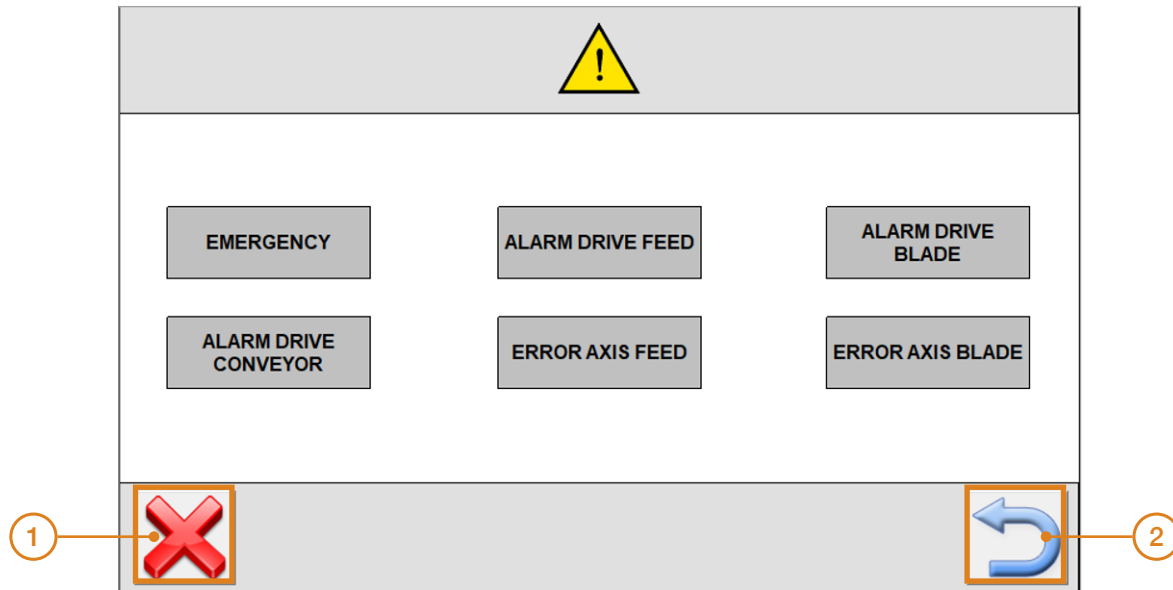 !
EMERGENCY
ALARM DRIVE FEED
ALARM DRIVE
BLADE
ALARM DRIVE
CONVEYOR
ERROR AXIS FEED
ERROR AXIS BLADE
1
2